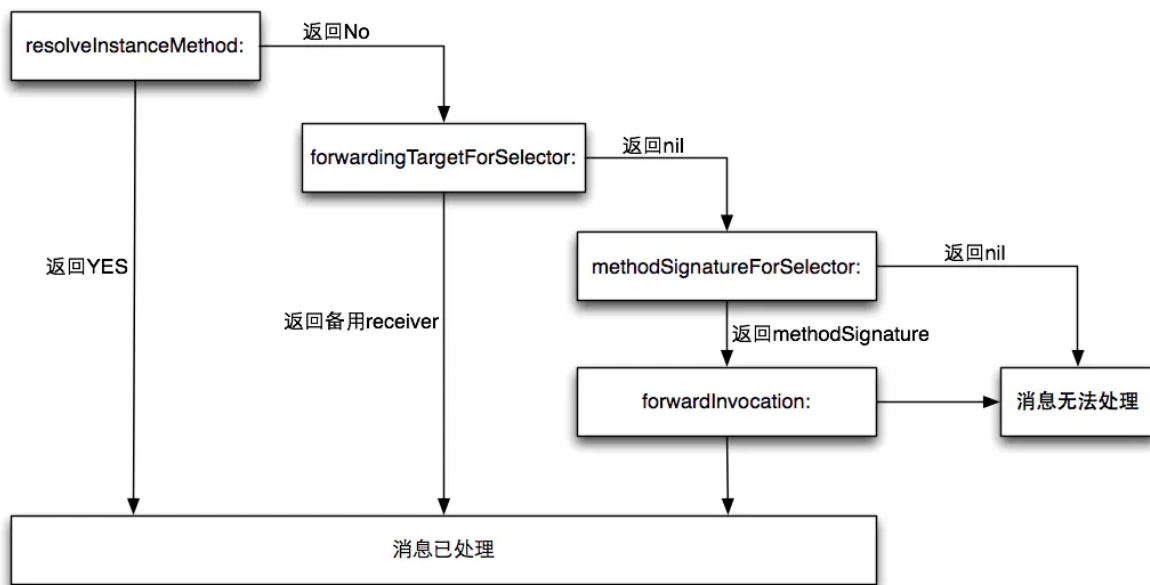 resolveInstanceMethod:
返回No
forwardingTargetForSelector:
返回nil
methodSignatureForSelector:
返回nil
返回YES
返回备用receiver
返回methodSignature
forwardInvocation:
消息无法处理
消息已处理